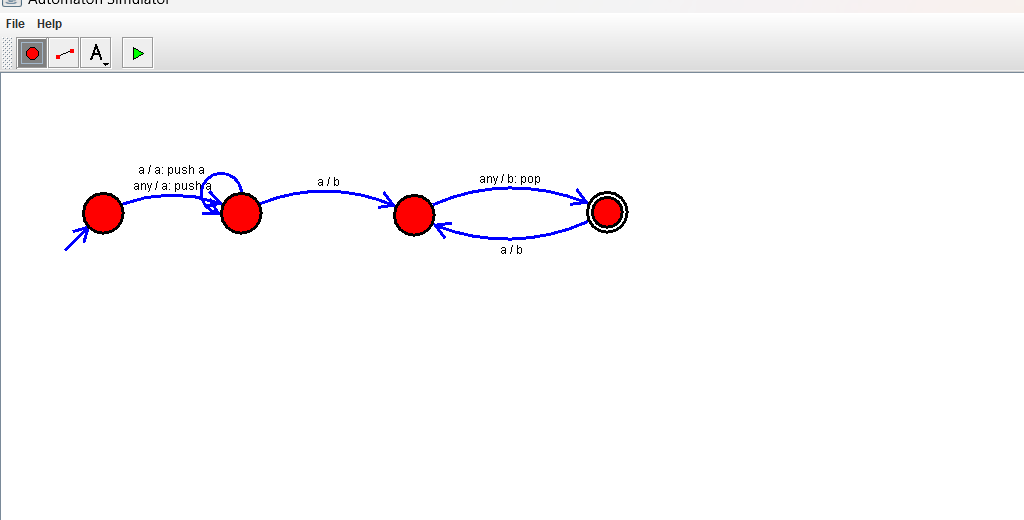 Automaton Simulator
File Help
A
a / a: push a
any / a: push a
a / b
any / b: pop
a / b